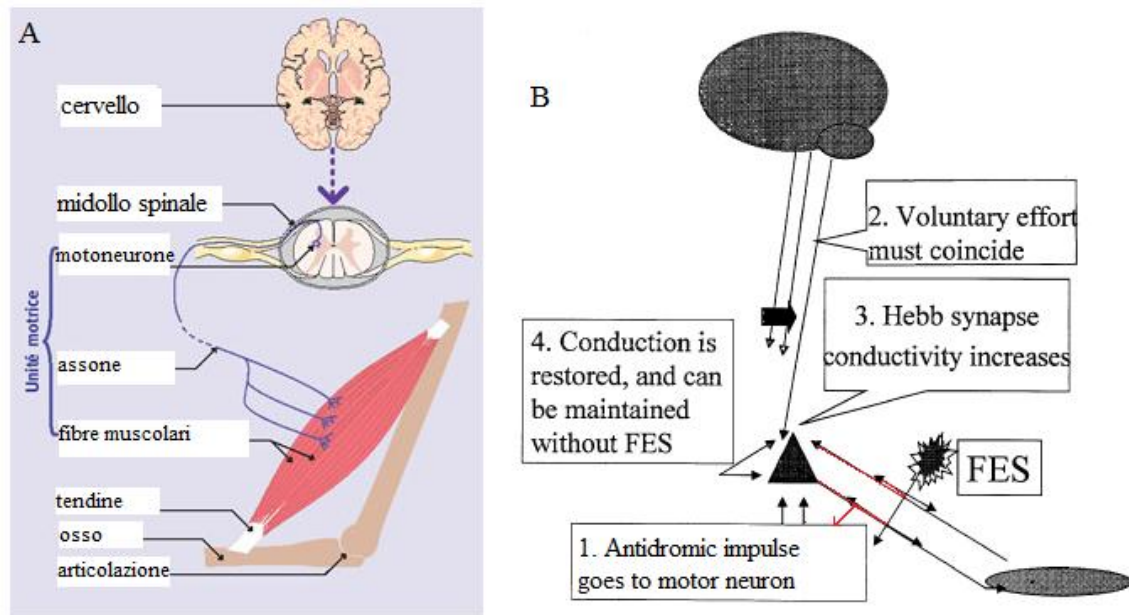 A
cervello
midollo spinale
motoneurone
Unité motrice
assone
fibre muscolari
tendine
osso
articolazione
B
2. Voluntary effort
must coincide
3. Hebb synapse
conductivity increases
4. Conduction is
restored, and can
be maintained
without FES
FES
1. Antidromic impulse
goes to motor neuron